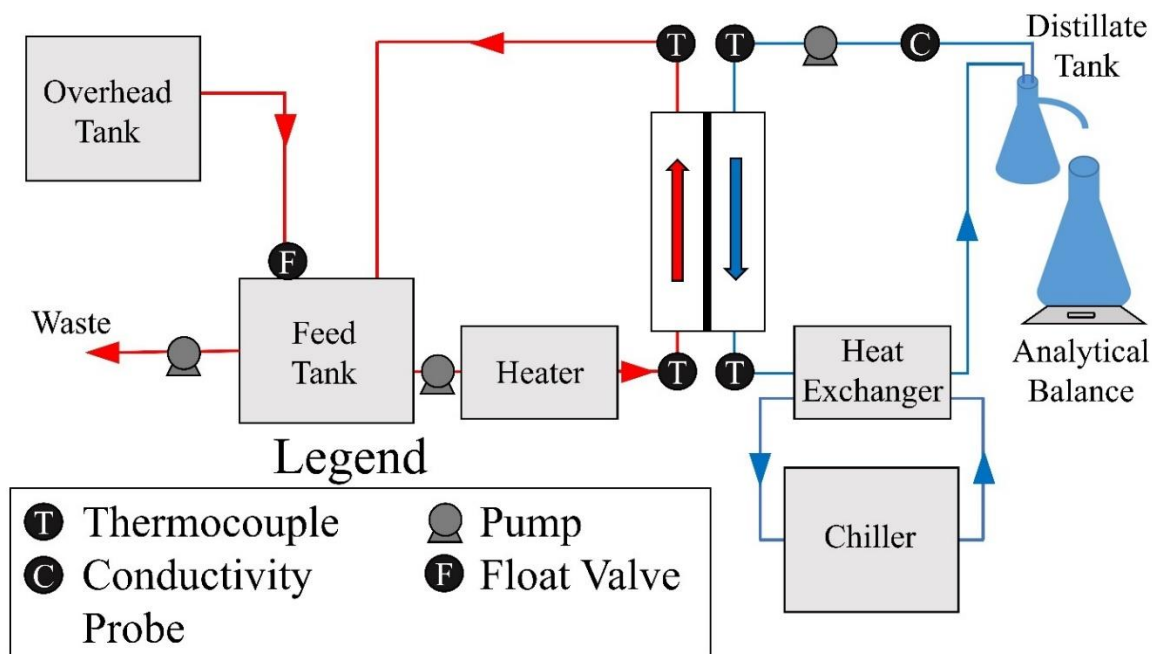 Overhead
Tank
T
T
C
Distillate
Tank
F
Waste
Feed
Tank
Heater
T
T
Heat
Exchanger
Analytical
Balance
Chiller
Legend
T Thermocouple
Pump
C Conductivity
Probe
F Float Valve